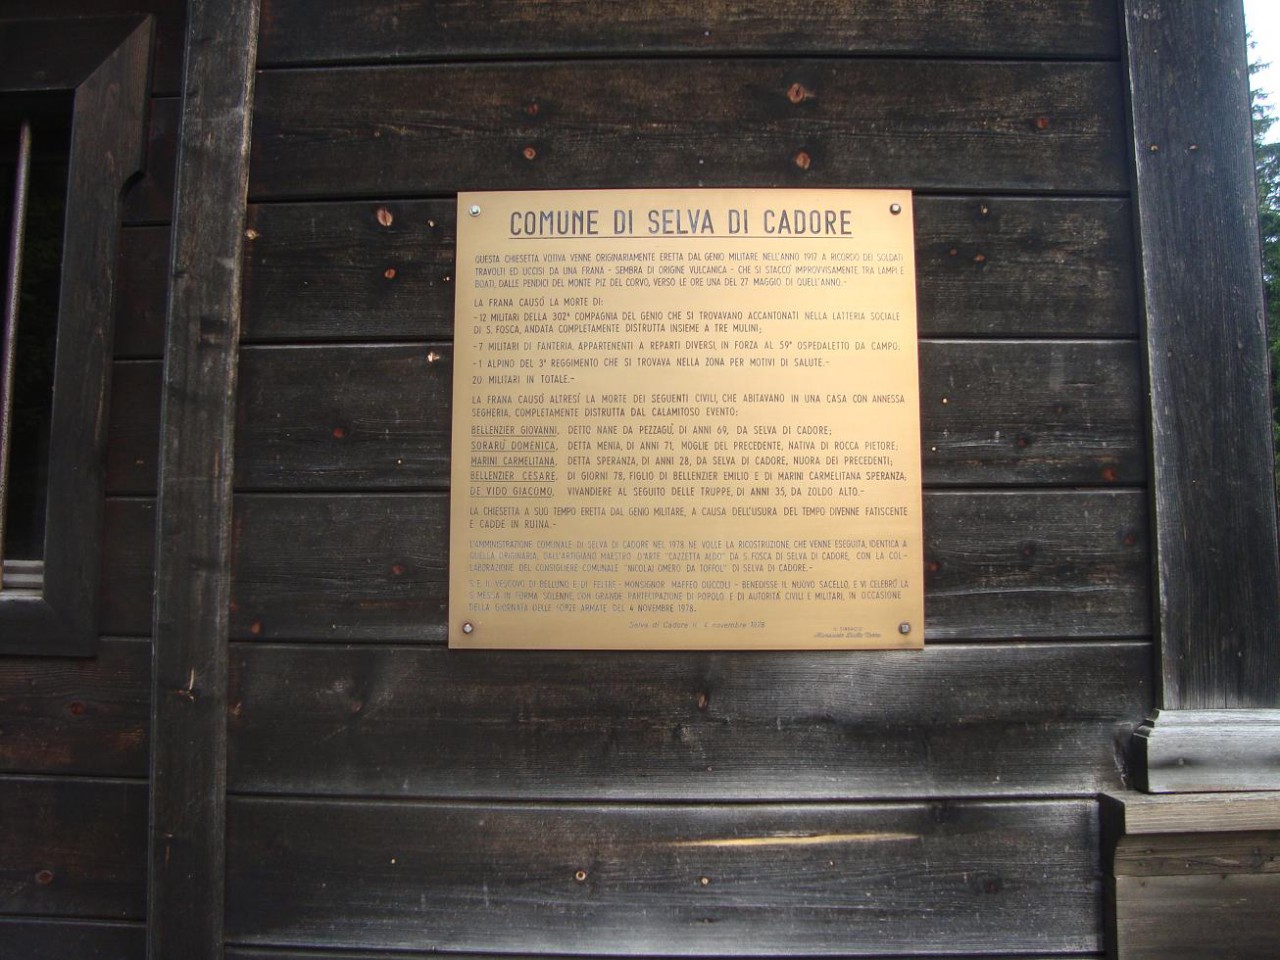 COMUNE DI SELVA DI CADORE
QUESTA CHIESETTA VOTIVA VENNE ORIGINARIAMENTE ERETTA DAL GENIO MILITARE NELL'ANNO 1917 A RICORDO DEI SOLDATI
TRAVOLTI ED UCCISI DA UNA FRANA - SEMBRA DI ORIGINE VULCANICA - CHE SI STACCO' IMPROVVISAMENTE TRA LAMPI E
BOATI, DALLE PENDICI DEL MONTE PIZ DEL CORVO, VERSO LE ORE UNA DEL 27 MAGGIO DI QUELL'ANNO.-
LA FRANA CAUSO' LA MORTE DI:
-12 MILITARI DELLA 302ª COMPAGNIA DEL GENIO CHE SI TROVAVANO ACCANTONATI NELLA LATTERIA SOCIALE
DI S. FOSCA, ANDATA COMPLETAMENTE DISTRUTTA INSIEME A TRE MULINI;
-7 MILITARI DI FANTERIA, APPARTENENTI A REPARTI DIVERSI, IN FORZA AL 59° OSPEDALETTO DA CAMPO;
-1 ALPINO DEL 3° REGGIMENTO CHE SI TROVAVA NELLA ZONA PER MOTIVI DI SALUTE.-
20 MILITARI IN TOTALE.-
LA FRANA CAUSO' ALTRESI' LA MORTE DEI SEGUENTI CIVILI, CHE ABITAVANO IN UNA CASA CON ANNESSA
SEGHERIA, COMPLETAMENTE DISTRUTTA DAL CALAMITOSO EVENTO:
BELLENZIER GIOVANNI, DETTO NANE DA PEZZAGU', DI ANNI 69, DA SELVA DI CADORE;
SORARU' DOMENICA, DETTA MENIA, DI ANNI 71, MOGLIE DEL PRECEDENTE, NATIVA DI ROCCA PIETORE;
MARINI CARMELITANA, DETTA SPERANZA, DI ANNI 28, DA SELVA DI CADORE, NUORA DEI PRECEDENTI;
BELLENZIER CESARE, DI GIORNI 78, FIGLIO DI BELLENZIER EMILIO E DI MARINI CARMELITANA SPERANZA;
DE VIDO GIACOMO, VIVANDIERE AL SEGUITO DELLE TRUPPE, DI ANNI 35, DA ZOLDO ALTO.-
LA CHIESETTA A SUO TEMPO ERETTA DAL GENIO MILITARE, A CAUSA DELL'USURA DEL TEMPO DIVENNE FATISCENTE
E CADDE IN RUINA.-
L'AMMINISTRAZIONE COMUNALE DI SELVA DI CADORE NEL 1978 NE VOLLE LA RICOSTRUZIONE, CHE VENNE ESEGUITA, IDENTICA A
QUELLA ORIGINARIA, DALL'ARTIGIANO MAESTRO D'ARTE "CAZZETTA ALDO" DA S. FOSCA DI SELVA DI CADORE, CON LA COL-
LABORAZIONE DEL CONSIGLIERE COMUNALE "NICOLAI OMERO DA TOFFOL" DI SELVA DI CADORE.-
S.E. IL VESCOVO DI BELLUNO E DI FELTRE - MONSIGNOR MAFFEO DUCCOLI - BENEDISSE IL NUOVO SACELLO, E VI CELEBRO' LA
S. MESSA IN FORMA SOLENNE, CON GRANDE PARTECIPAZIONE DI POPOLO E DI AUTORITA' CIVILI E MILITARI, IN OCCASIONE
DELLA GIORNATA DELLE FORZE ARMATE DEL 4 NOVEMBRE 1978.
Selva di Cadore li 4 novembre 1978
IL SINDACO